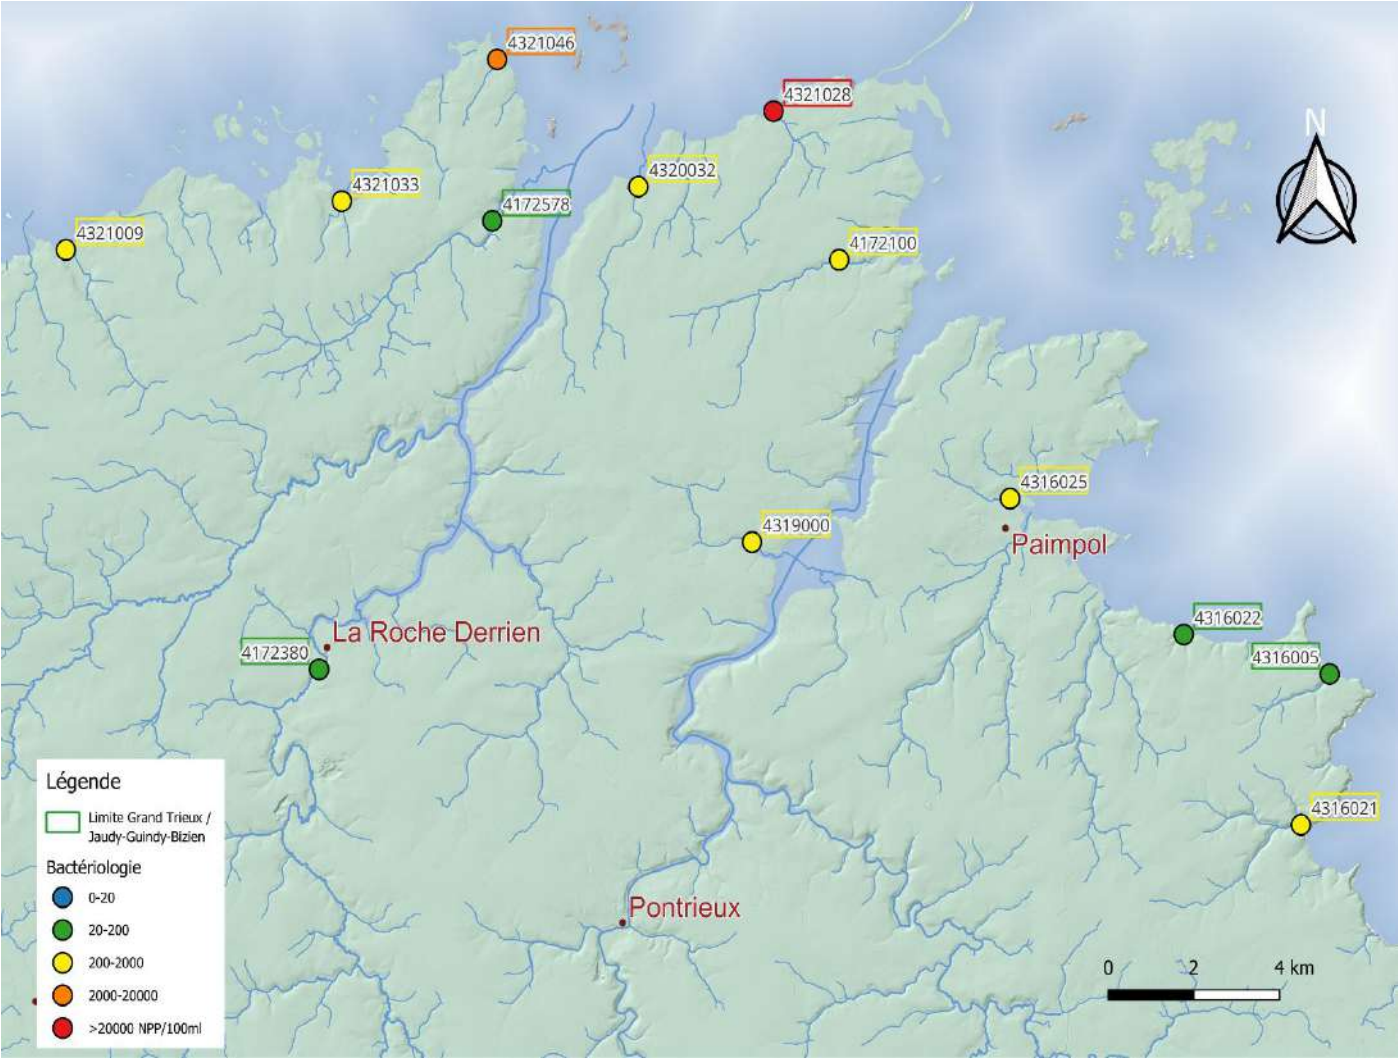 4321046
N
4321028
4321033
4320032
4172578
4321009
4172100
4316025
4319000
Paimpol
4316022
La Roche Derrien
4172380
4316005
Légende
Limite Grand Trieux /
Jaudy-Guindy-Bizien
4316021
Bactériologie
0-20
Pontrieux
20-200
200-2000
0 2 4 km
2000-20000
>20000 NPP/100ml